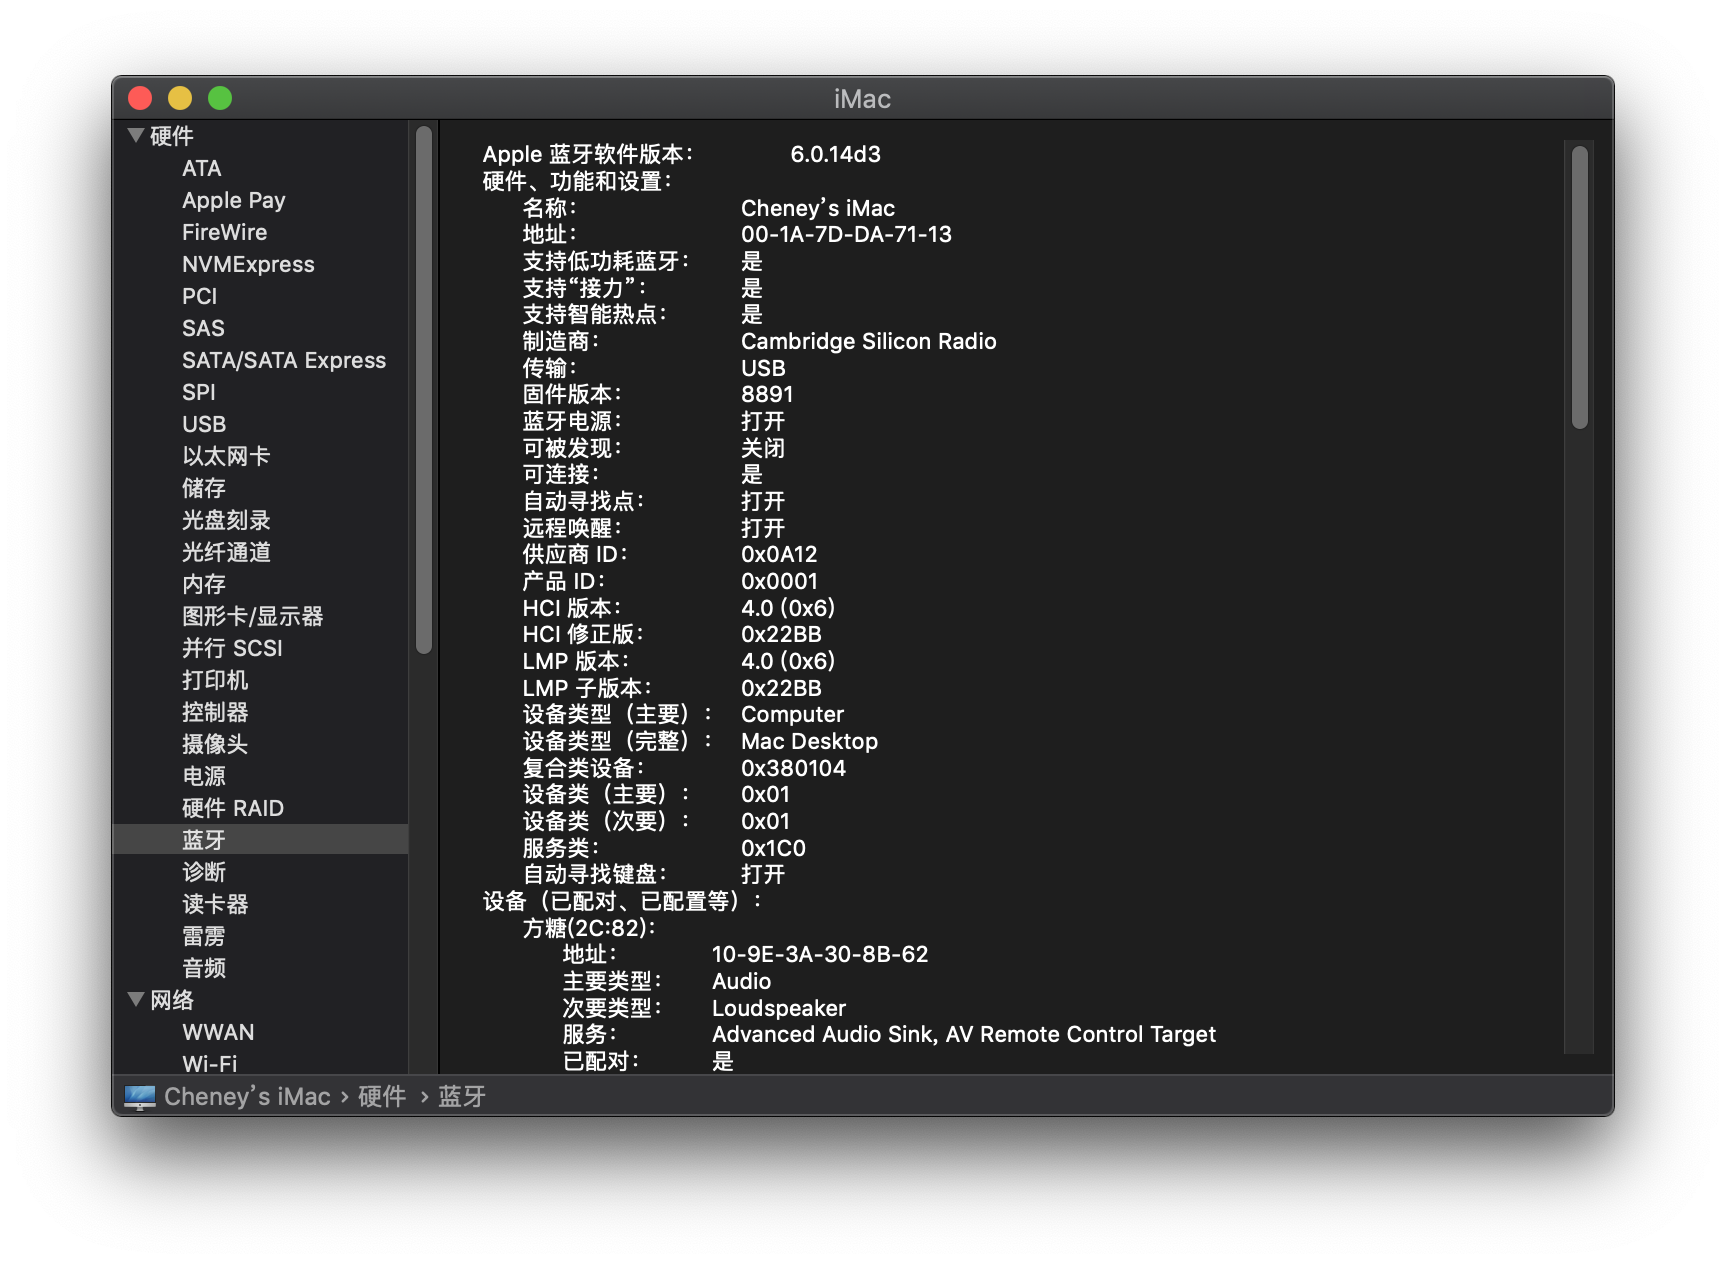 iMac
硬件
ATA
Apple Pay
FireWire
NVMExpress
PCI
SAS
SATA/SATA Express
SPI
USB
以太网卡
储存
光盘刻录
光纤通道
内存
图形卡/显示器
并行 SCSI
打印机
控制器
摄像头
电源
硬件 RAID
蓝牙
诊断
读卡器
雷雳
音频
网络
WWAN
Wi-Fi
Apple 蓝牙软件版本： 6.0.14d3
硬件、功能和设置：
名称： Cheney’s iMac
地址： 00-1A-7D-DA-71-13
支持低功耗蓝牙： 是
支持“接力”： 是
支持智能热点： 是
制造商： Cambridge Silicon Radio
传输： USB
固件版本： 8891
蓝牙电源： 打开
可被发现： 关闭
可连接： 是
自动寻找点： 打开
远程唤醒： 打开
供应商 ID： 0x0A12
产品 ID： 0x0001
HCI 版本： 4.0 (0x6)
HCI 修正版： 0x22BB
LMP 版本： 4.0 (0x6)
LMP 子版本： 0x22BB
设备类型（主要）： Computer
设备类型（完整）： Mac Desktop
复合类设备： 0x380104
设备类（主要）： 0x01
设备类（次要）： 0x01
服务类： 0x1C0
自动寻找键盘： 打开
设备（已配对、已配置等）：
方糖(2C:82)：
地址： 10-9E-3A-30-8B-62
主要类型： Audio
次要类型： Loudspeaker
服务： Advanced Audio Sink, AV Remote Control Target
已配对： 是
Cheney’s iMac › 硬件 › 蓝牙